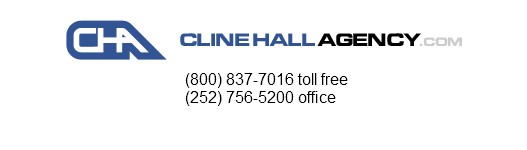 CHA CLINE HALL AGENCY.COM
(800) 837-7016 toll free
(252) 756-5200 office